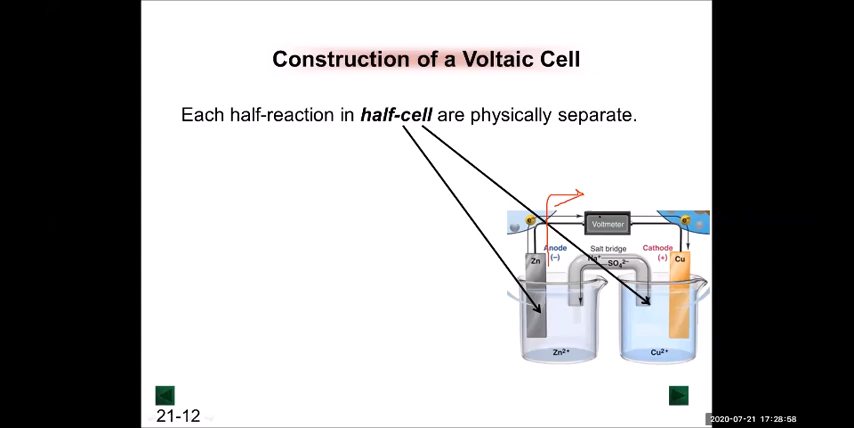 Construction of a Voltaic Cell
Each half-reaction in half-cell are physically separate.
e⁻
Voltmeter
e⁻
Anode
(−)
Salt bridge
Cathode
(+)
Zn
Na⁺
SO₄²⁻
Cu
Zn²⁺
Cu²⁺
21-12
2020-07-21 17:28:58